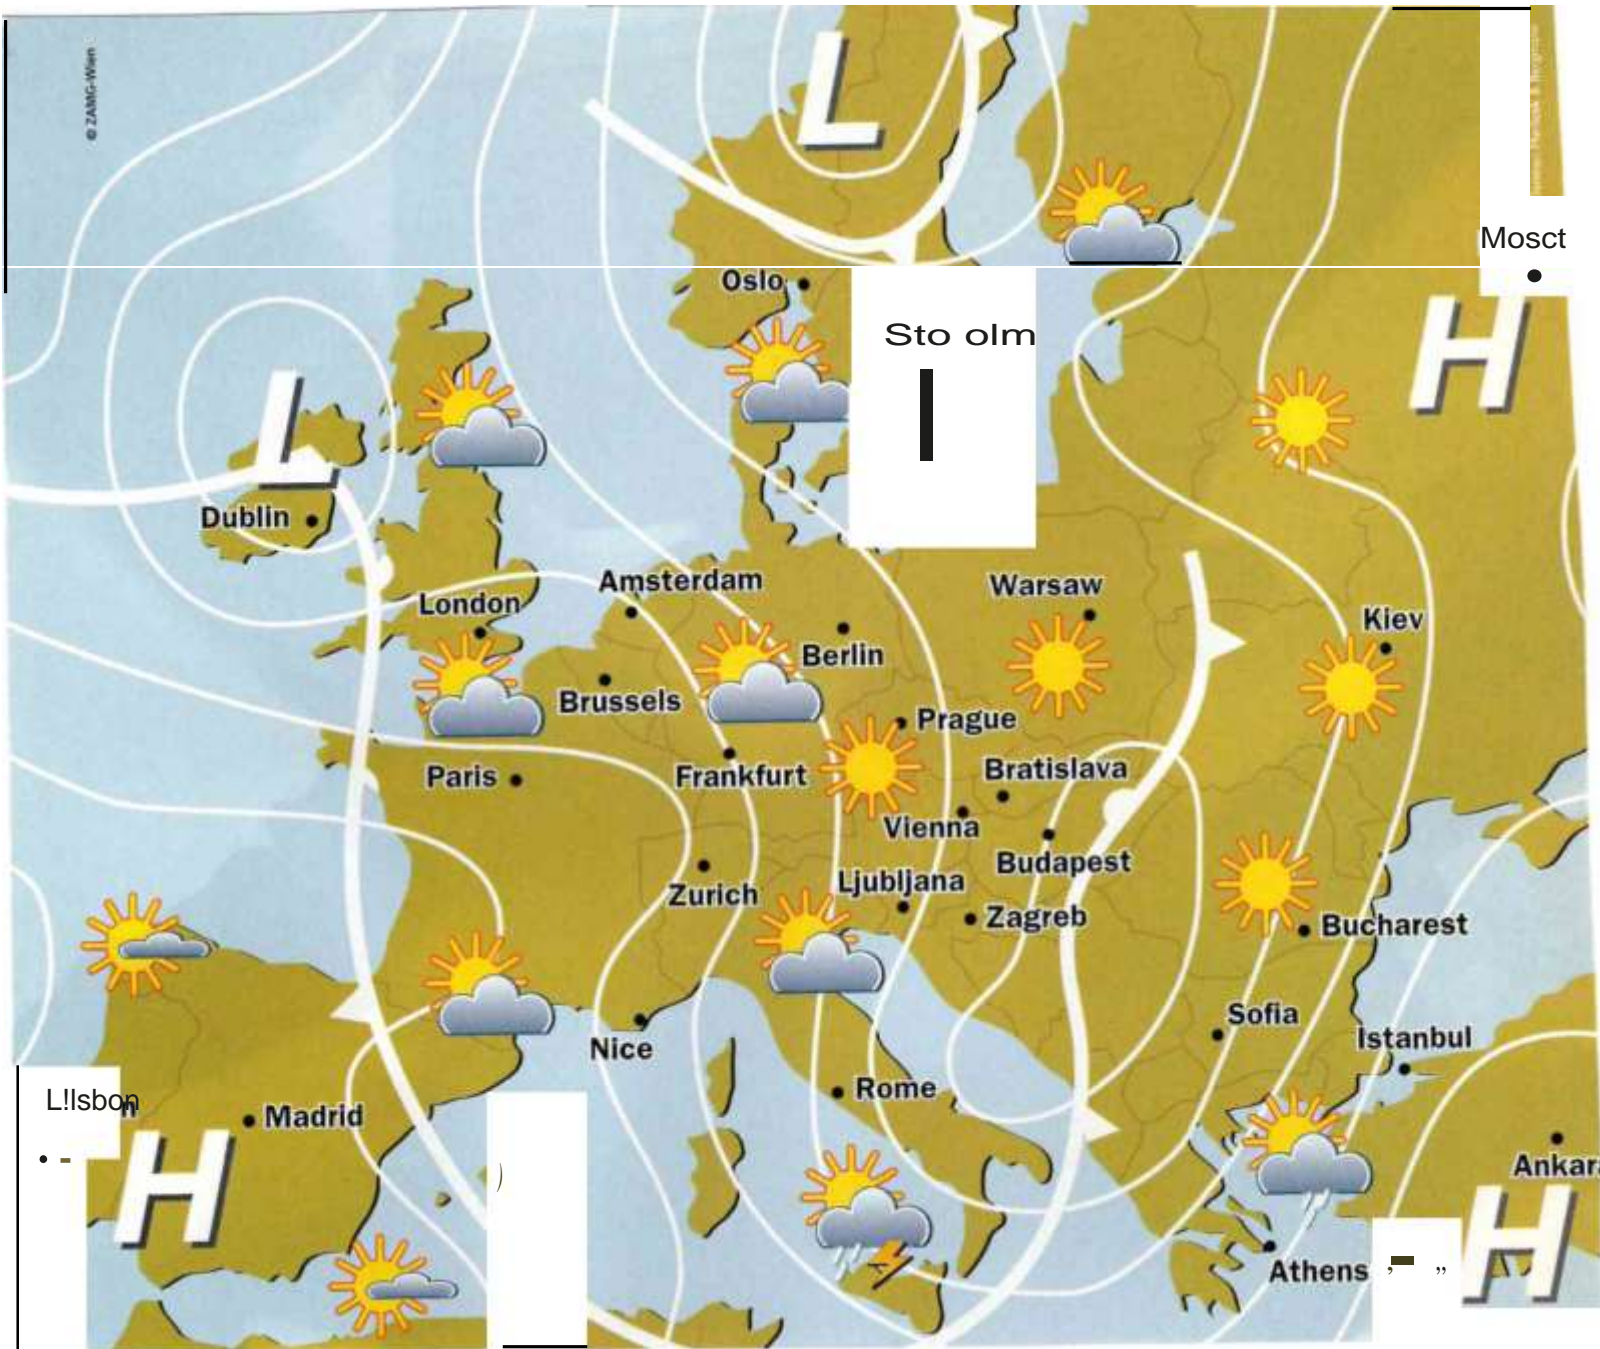 © ZAMG-Wien
L
Mosct
Oslo
H
Sto olm
L
Dublin
Amsterdam
Warsaw
London
Kiev
Berlin
Brussels
Prague
Paris
Frankfurt
Bratislava
Vienna
Budapest
Ljubljana
Zurich
Zagreb
Bucharest
Sofia
Istanbul
Nice
Rome
L!lsbon
Madrid
H
Ankar
H
Athens